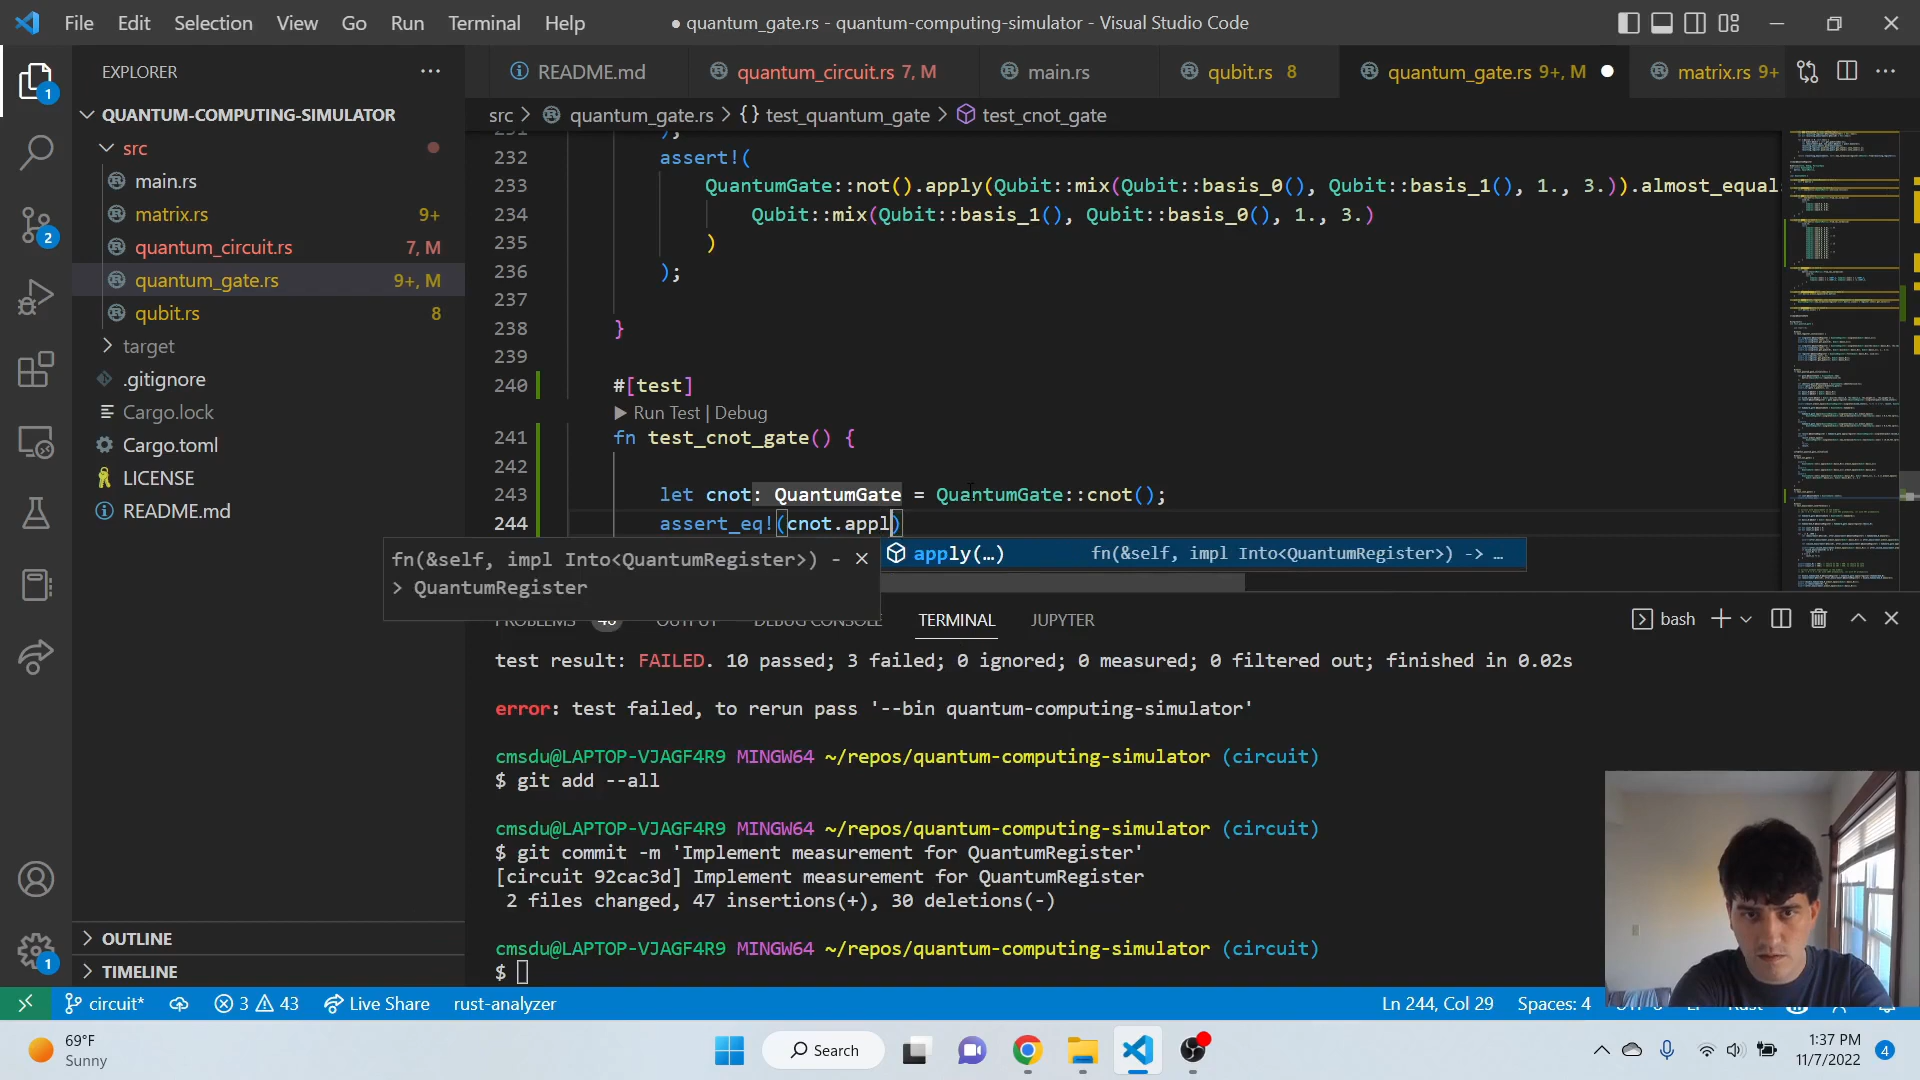 File Edit Selection View Go Run Terminal Help
● quantum_gate.rs - quantum-computing-simulator - Visual Studio Code
EXPLORER
README.md
quantum_circuit.rs 7, M
main.rs
qubit.rs 8
quantum_gate.rs 9+, M
matrix.rs 9+
1
QUANTUM-COMPUTING-SIMULATOR
src > quantum_gate.rs > {} test_quantum_gate > test_cnot_gate
src
main.rs
matrix.rs 9+
quantum_circuit.rs 7, M
quantum_gate.rs 9+, M
qubit.rs 8
target
.gitignore
Cargo.lock
Cargo.toml
LICENSE
README.md
2
231 );
232 assert!(
233 QuantumGate::not().apply(Qubit::mix(Qubit::basis_0(), Qubit::basis_1(), 1., 3.)).almost_equal
234 Qubit::mix(Qubit::basis_1(), Qubit::basis_0(), 1., 3.)
235 )
236 );
237
238 }
239
240 #[test]
▶ Run Test | Debug
241 fn test_cnot_gate() {
242
243 let cnot: QuantumGate = QuantumGate::cnot();
244 assert_eq!(cnot.appl)
fn(&self, impl Into<QuantumRegister>) -
> QuantumRegister
apply(…) fn(&self, impl Into<QuantumRegister>) -> …
PROBLEMS OUTPUT DEBUG CONSOLE TERMINAL JUPYTER
bash
test result: FAILED. 10 passed; 3 failed; 0 ignored; 0 measured; 0 filtered out; finished in 0.02s
error: test failed, to rerun pass '--bin quantum-computing-simulator'
cmsdu@LAPTOP-VJAGF4R9 MINGW64 ~/repos/quantum-computing-simulator (circuit)
$ git add --all
cmsdu@LAPTOP-VJAGF4R9 MINGW64 ~/repos/quantum-computing-simulator (circuit)
$ git commit -m 'Implement measurement for QuantumRegister'
[circuit 92cac3d] Implement measurement for QuantumRegister
2 files changed, 47 insertions(+), 30 deletions(-)
cmsdu@LAPTOP-VJAGF4R9 MINGW64 ~/repos/quantum-computing-simulator (circuit)
$
OUTLINE
TIMELINE
1
circuit* 3 43 Live Share rust-analyzer
Ln 244, Col 29 Spaces: 4
69°F
Sunny
Search
1:37 PM
11/7/2022
4